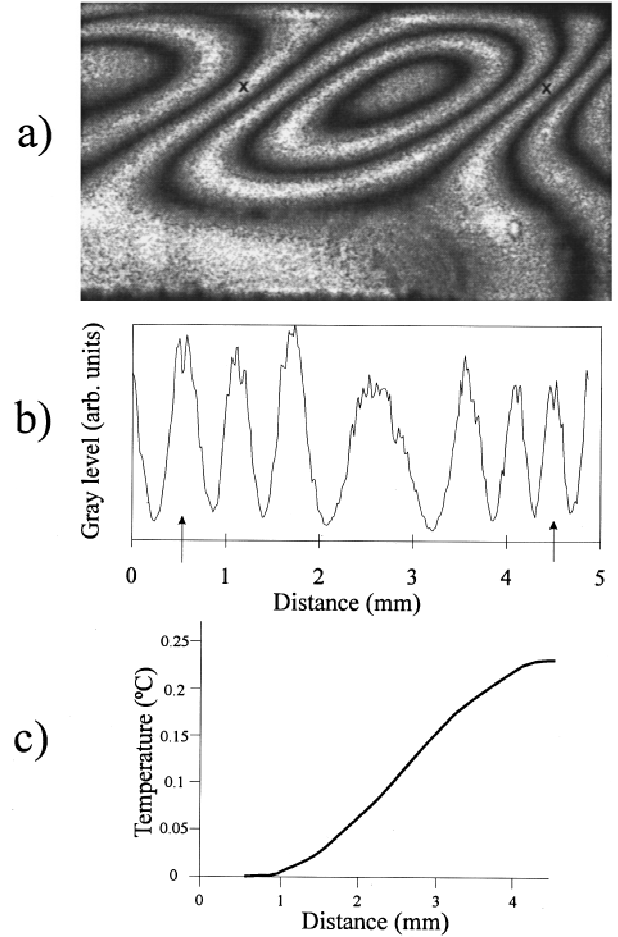 a)
x x
b)
Gray level (arb. units)
0 1 2 3 4 5
Distance (mm)
c)
Temperature (ºC)
0.25
0.2
0.15
0.1
0.05
0
0 1 2 3 4
Distance (mm)